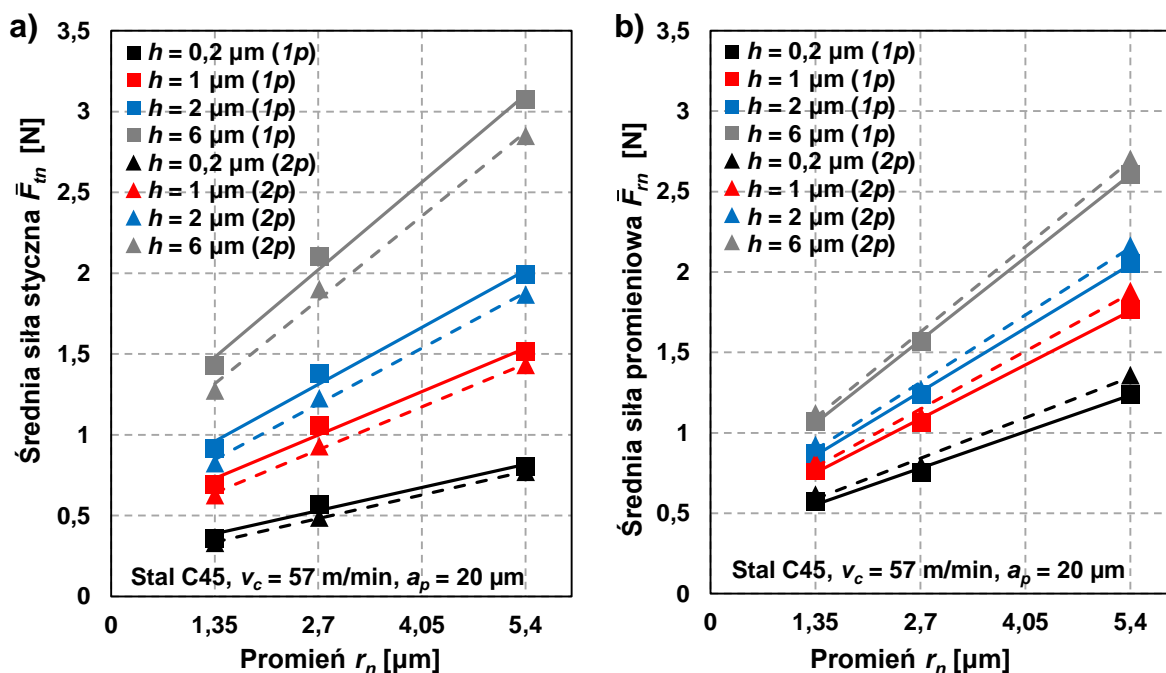 a)
Średnia siła styczna F̄tn [N]
3,5
3
2,5
2
1,5
1
0,5
0
h = 0,2 µm (1p)
h = 1 µm (1p)
h = 2 µm (1p)
h = 6 µm (1p)
h = 0,2 µm (2p)
h = 1 µm (2p)
h = 2 µm (2p)
h = 6 µm (2p)
Stal C45, vc = 57 m/min, ap = 20 µm
0 1,35 2,7 4,05 5,4
Promień rn [µm]
b)
Średnia siła promieniowa F̄rn [N]
3,5
3
2,5
2
1,5
1
0,5
0
h = 0,2 µm (1p)
h = 1 µm (1p)
h = 2 µm (1p)
h = 6 µm (1p)
h = 0,2 µm (2p)
h = 1 µm (2p)
h = 2 µm (2p)
h = 6 µm (2p)
Stal C45, vc = 57 m/min, ap = 20 µm
0 1,35 2,7 4,05 5,4
Promień rn [µm]